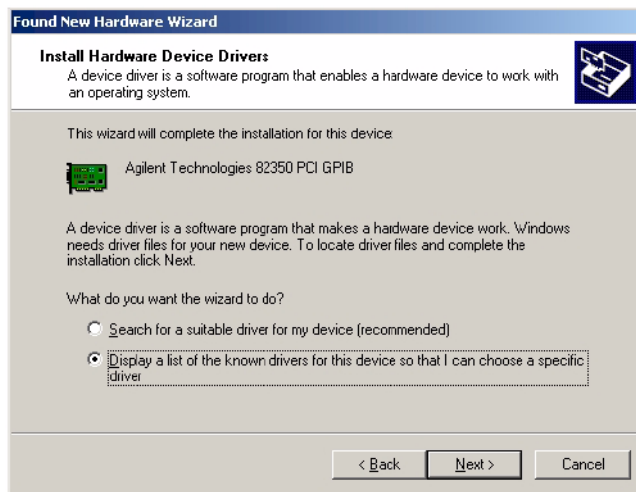 Found New Hardware Wizard
Install Hardware Device Drivers
A device driver is a software program that enables a hardware device to work with
an operating system.
This wizard will complete the installation for this device:
Agilent Technologies 82350 PCI GPIB
A device driver is a software program that makes a hardware device work. Windows
needs driver files for your new device. To locate driver files and complete the
installation click Next.
What do you want the wizard to do?
Search for a suitable driver for my device (recommended)
Display a list of the known drivers for this device so that I can choose a specific
driver
< Back
Next >
Cancel